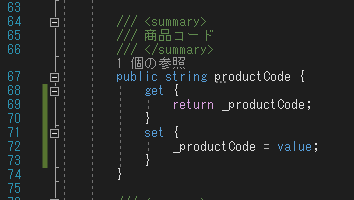 63
64 /// <summary>
65 /// 商品コード
66 /// </summary>
1 個の参照
67 public string productCode {
68 get {
69 return _productCode;
70 }
71 set {
72 _productCode = value;
73 }
74 }
75